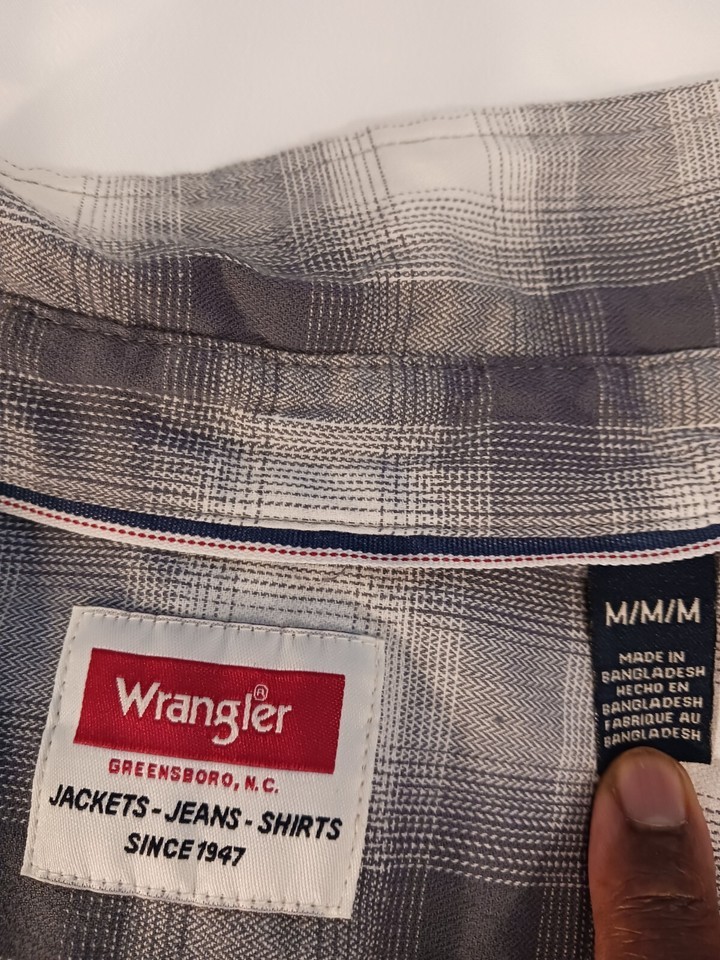 Wrangler®
GREENSBORO, N.C.
JACKETS - JEANS - SHIRTS
SINCE 1947
M/M/M
MADE IN
BANGLADESH
HECHO EN
BANGLADESH
FABRIQUE AU
BANGLADESH